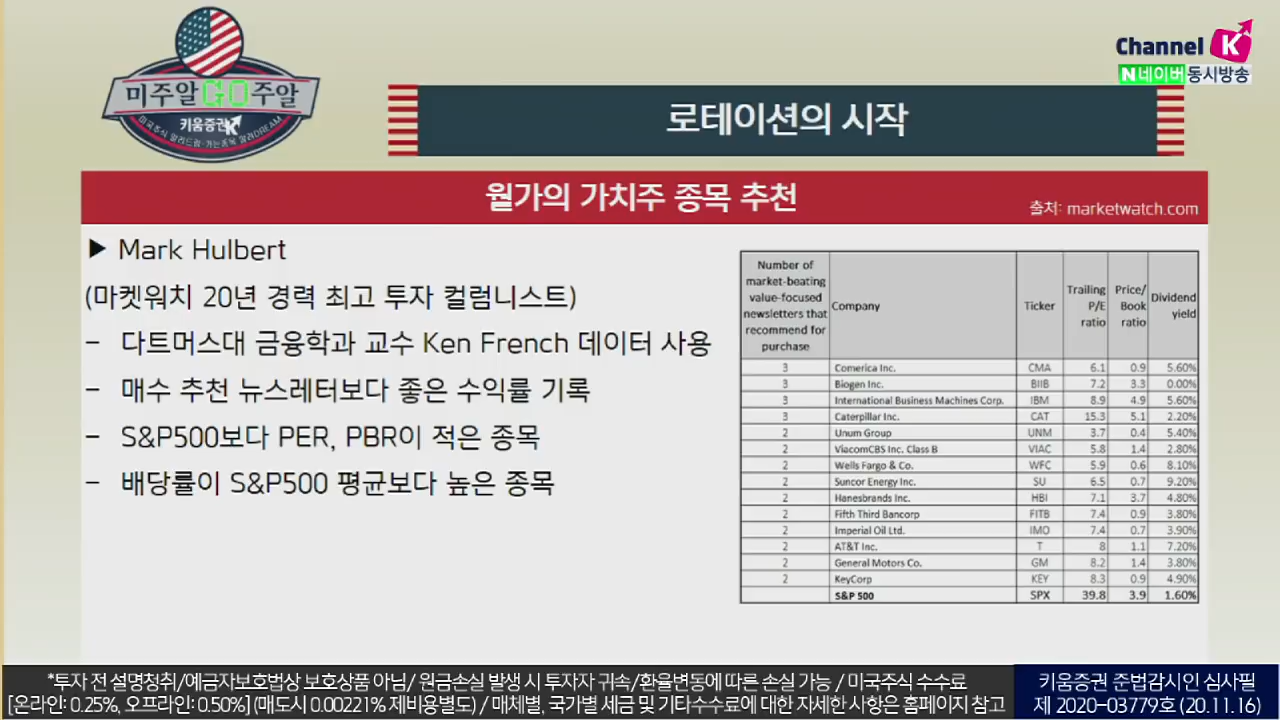 미주알GO주알
키움증권K
미국주식 알려드림·가는종목 알려DREAM
Channel K
N 네이버 동시방송
로테이션의 시작
월가의 가치주 종목 추천
출처: marketwatch.com
▶ Mark Hulbert
(마켓워치 20년 경력 최고 투자 컬럼니스트)
- 다트머스대 금융학과 교수 Ken French 데이터 사용
- 매수 추천 뉴스레터보다 좋은 수익률 기록
- S&P500보다 PER, PBR이 적은 종목
- 배당률이 S&P500 평균보다 높은 종목
Number of market-beating value-focused newsletters that recommend for purchase Company Ticker Trailing P/E ratio Price/ Book ratio Dividend yield
3 Comerica Inc. CMA 6.1 0.9 5.60%
3 Biogen Inc. BIIB 7.2 3.3 0.00%
3 International Business Machines Corp. IBM 8.9 4.9 5.60%
3 Caterpillar Inc. CAT 15.3 5.1 2.20%
2 Unum Group UNM 3.7 0.4 5.40%
2 ViacomCBS Inc. Class B VIAC 5.8 1.4 2.80%
2 Wells Fargo & Co. WFC 5.9 0.6 8.10%
2 Suncor Energy Inc. SU 6.5 0.7 9.20%
2 Hanesbrands Inc. HBI 7.1 3.7 4.80%
2 Fifth Third Bancorp FITB 7.4 0.9 3.80%
2 Imperial Oil Ltd. IMO 7.4 0.7 3.90%
2 AT&T Inc. T 8 1.1 7.20%
2 General Motors Co. GM 8.2 1.4 3.80%
2 KeyCorp KEY 8.3 0.9 4.90%
S&P 500 SPX 39.8 3.9 1.60%
*투자 전 설명청취/예금자보호법상 보호상품 아님/ 원금손실 발생 시 투자자 귀속/환율변동에 따른 손실 가능 / 미국주식 수수료
[온라인: 0.25%, 오프라인: 0.50%] (매도시 0.00221% 제비용별도) / 매체별, 국가별 세금 및 기타수수료에 대한 자세한 사항은 홈페이지 참고
키움증권 준법감시인 심사필
제 2020-03779호 (20.11.16)